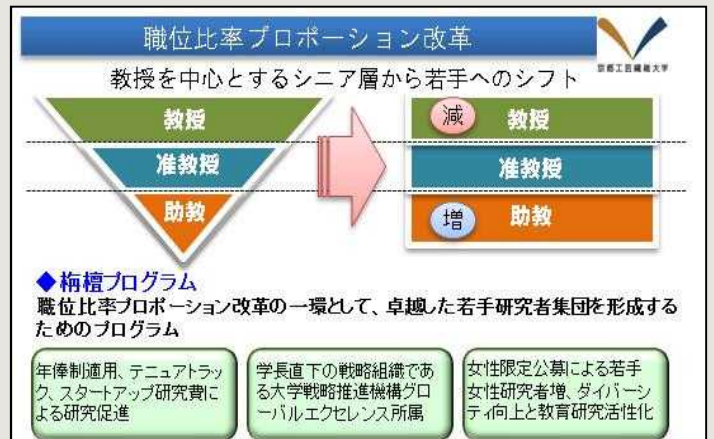 職位比率プロポーション改革
京都工芸繊維大学
教授を中心とするシニア層から若手へのシフト
教授
准教授
助教
減 教授
准教授
増 助教
◆栴檀プログラム
職位比率プロポーション改革の一環として、卓越した若手研究者集団を形成する
ためのプログラム
年俸制適用、テニュアトラッ
ク、スタートアップ研究費に
よる研究促進
学長直下の戦略組織であ
る大学戦略推進機構グロ
ーバルエクセレンス所属
女性限定公募による若手
女性研究者増、ダイバーシ
ティ向上と教育研究活性化